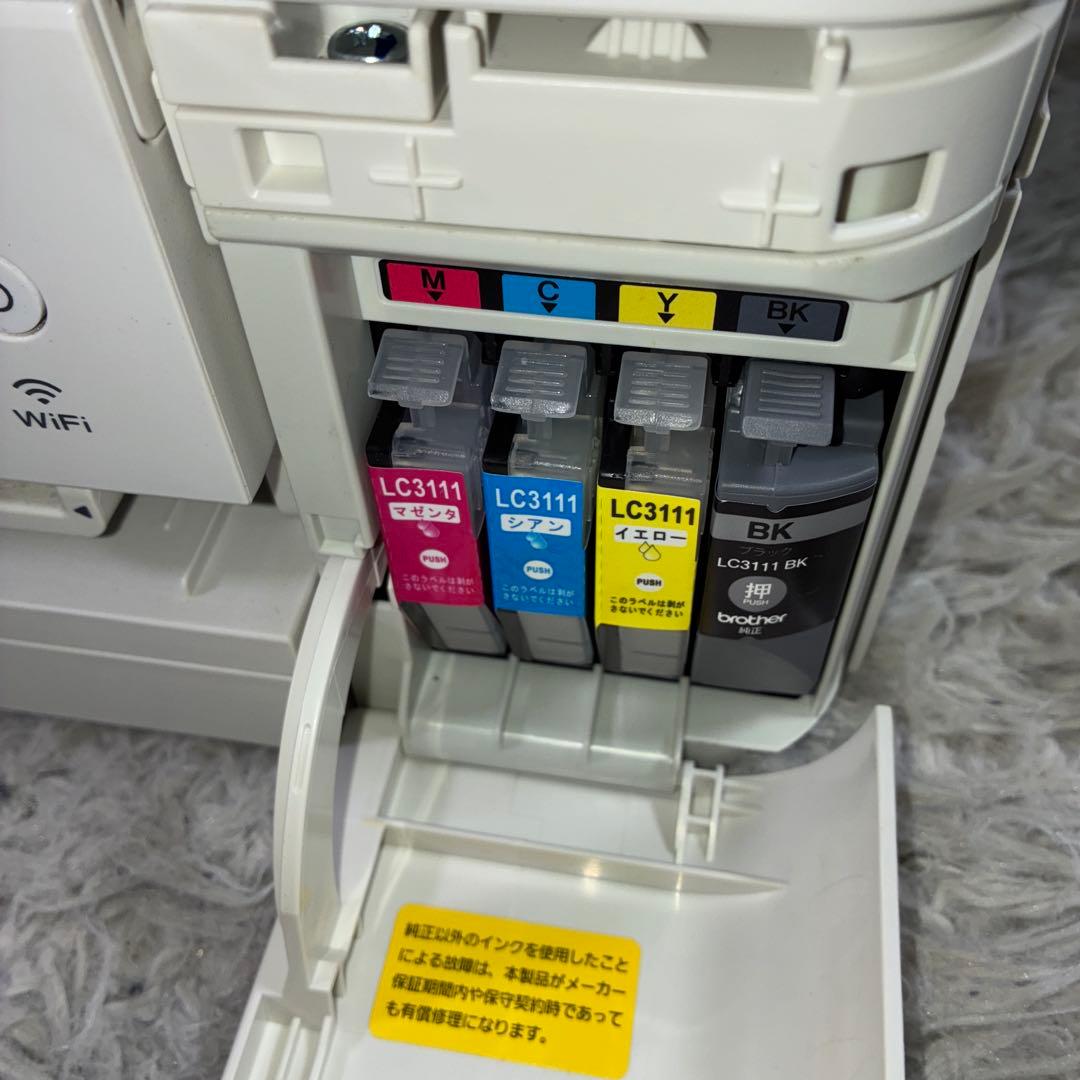 M
C
Y
BK
WiFi
LC3111
マゼンタ
PUSH
このラベルは剥が
さないでください
LC3111
シアン
PUSH
このラベルは剥が
さないでください
LC3111
イエロー
PUSH
このラベルは剥が
さないでください
BK
ブラック
LC3111 BK
押
PUSH
brother
純正
純正以外のインクを使用したこと
による故障は、本製品がメーカー
保証期間内や保守契約時であって
も有償修理になります。